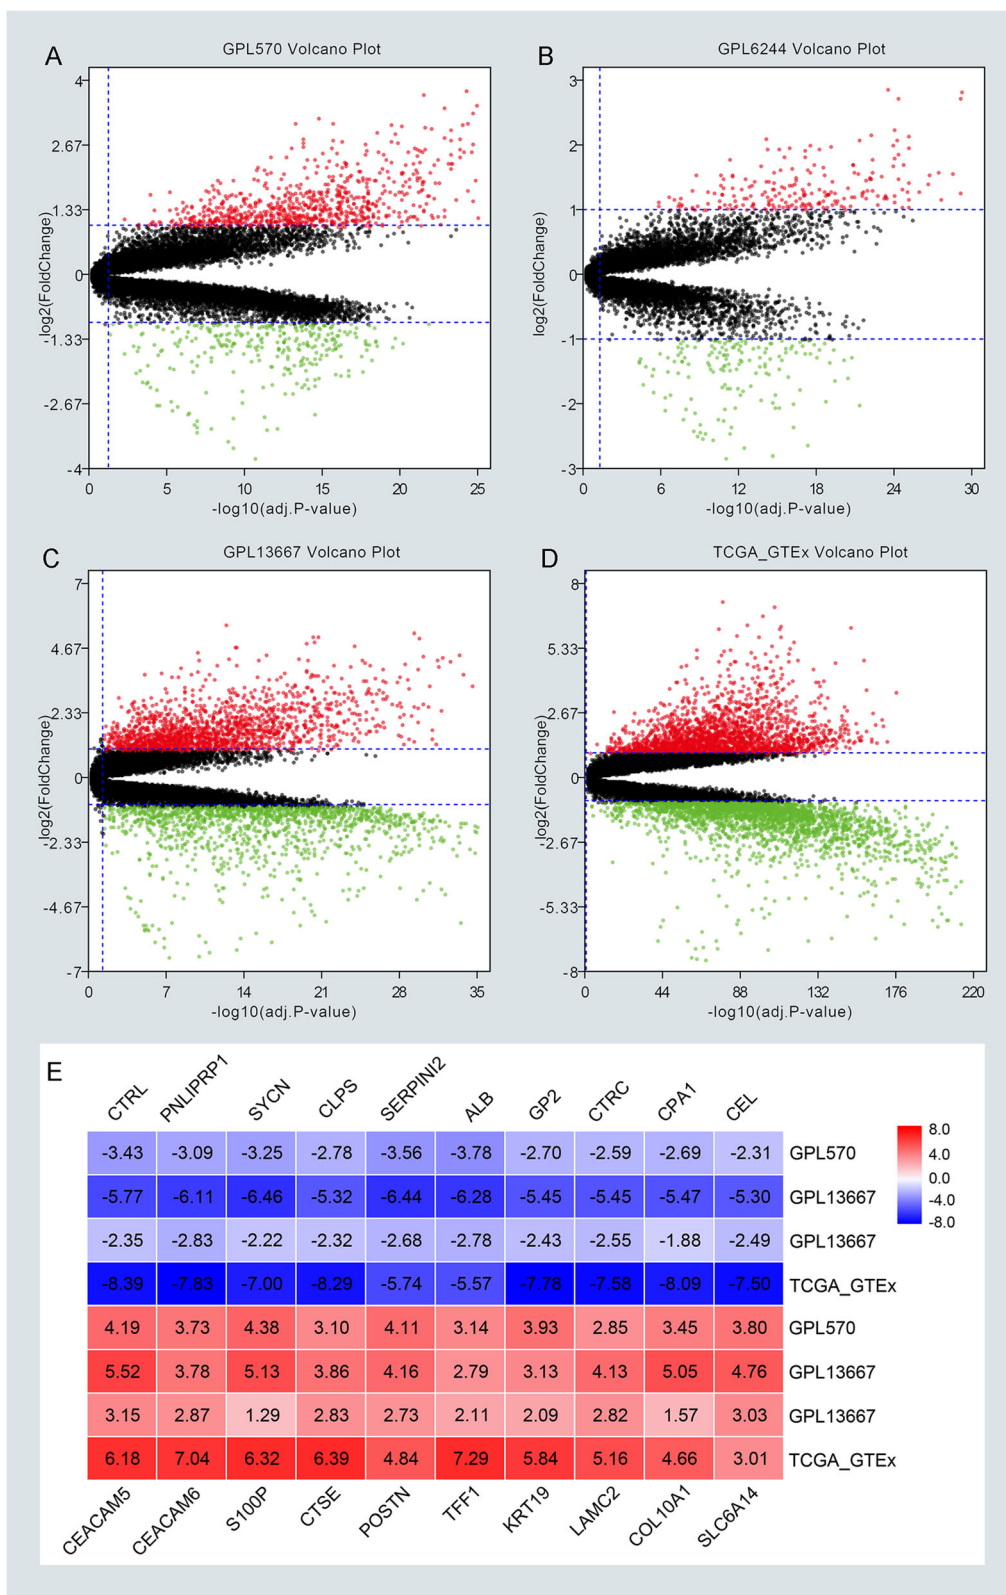 A
GPL570 Volcano Plot
4
2.67
1.33
0
-1.33
-2.67
-4
log2(FoldChange)
0 5 10 15 20 25
-log10(adj.P-value)
B
GPL6244 Volcano Plot
3
2
1
0
-1
-2
-3
log2(FoldChange)
0 6 12 18 24 30
-log10(adj.P-value)
C
GPL13667 Volcano Plot
7
4.67
2.33
0
-2.33
-4.67
-7
log2(FoldChange)
0 7 14 21 28 35
-log10(adj.P-value)
D
TCGA_GTEx Volcano Plot
8
5.33
2.67
0
-2.67
-5.33
-8
log2(FoldChange)
0 44 88 132 176 220
-log10(adj.P-value)
E
CTRL PNLIPRP1 SYCN CLPS SERPINI2 ALB GP2 CTRC CPA1 CEL
-3.43 -3.09 -3.25 -2.78 -3.56 -3.78 -2.70 -2.59 -2.69 -2.31 GPL570
-5.77 -6.11 -6.46 -5.32 -6.44 -6.28 -5.45 -5.45 -5.47 -5.30 GPL13667
-2.35 -2.83 -2.22 -2.32 -2.68 -2.78 -2.43 -2.55 -1.88 -2.49 GPL13667
-8.39 -7.83 -7.00 -8.29 -5.74 -5.57 -7.78 -7.58 -8.09 -7.50 TCGA_GTEx
4.19 3.73 4.38 3.10 4.11 3.14 3.93 2.85 3.45 3.80 GPL570
5.52 3.78 5.13 3.86 4.16 2.79 3.13 4.13 5.05 4.76 GPL13667
3.15 2.87 1.29 2.83 2.73 2.11 2.09 2.82 1.57 3.03 GPL13667
6.18 7.04 6.32 6.39 4.84 7.29 5.84 5.16 4.66 3.01 TCGA_GTEx
CEACAM5 CEACAM6 S100P CTSE POSTN TFF1 KRT19 LAMC2 COL10A1 SLC6A14
8.0
4.0
0.0
-4.0
-8.0